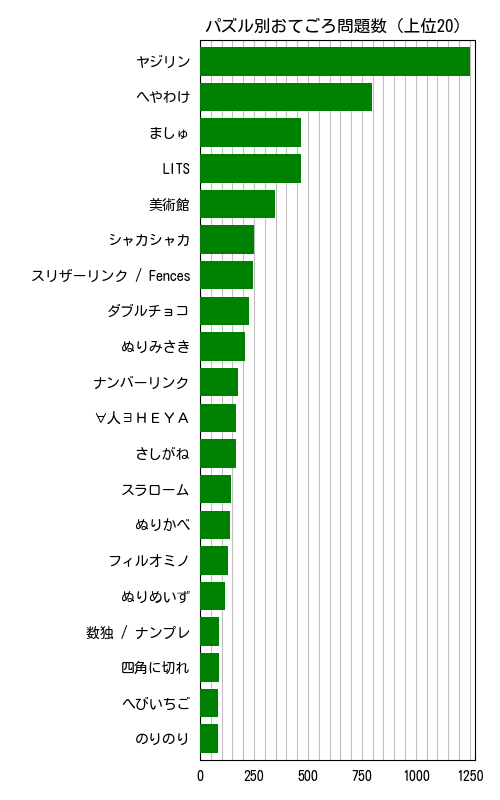 パズル別おてごろ問題数 (上位20)
ヤジリン
へやわけ
ましゅ
LITS
美術館
シャカシャカ
スリザーリンク / Fences
ダブルチョコ
ぬりみさき
ナンバーリンク
∀人∃ＨＥＹＡ
さしがね
スラローム
ぬりかべ
フィルオミノ
ぬりめいず
数独 / ナンプレ
四角に切れ
へびいちご
のりのり
0 250 500 750 1000 1250